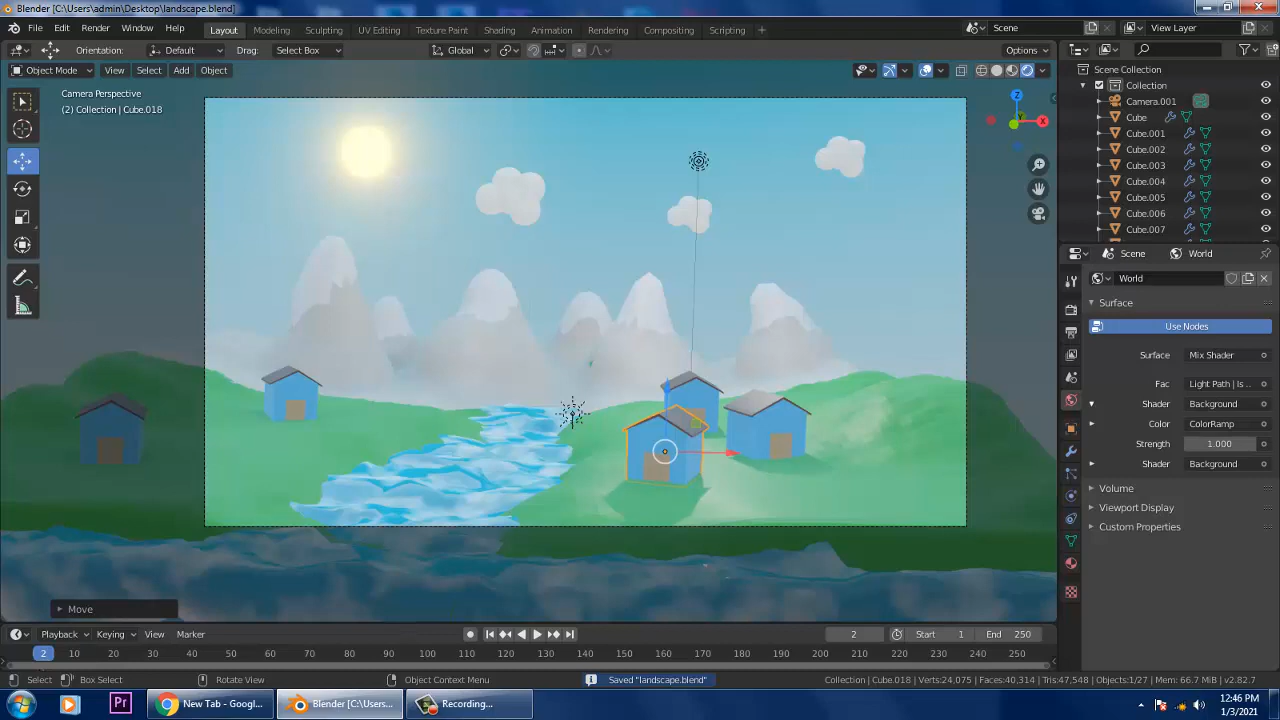 Blender [C:\Users\admin\Desktop\landscape.blend]
File Edit Render Window Help Layout Modeling Sculpting UV Editing Texture Paint Shading Animation Rendering Compositing Scripting Scene View Layer
Orientation: Default Drag: Select Box Global Options
Object Mode View Select Add Object
Camera Perspective
(2) Collection | Cube.018
Z
X
Y
Move
Scene Collection
Collection
Camera.001
Cube
Cube.001
Cube.002
Cube.003
Cube.004
Cube.005
Cube.006
Cube.007
Scene World
World
Surface
Use Nodes
Surface Mix Shader
Fac Light Path | Is ..
Shader Background
Color ColorRamp
Strength 1.000
Shader Background
Volume
Viewport Display
Custom Properties
Playback Keying View Marker 2 Start 1 End 250
2 10 20 30 40 50 60 70 80 90 100 110 120 130 140 150 160 170 180 190 200 210 220 230 240 250
Select Box Select Rotate View Object Context Menu Saved "landscape.blend" Collection | Cube.018 | Verts:24,075 | Faces:40,314 | Tris:47,548 | Objects:1/27 | Mem: 66.7 MiB | v2.82.7
Pr New Tab - Googl... Blender [C:\Users... Recording... 12:46 PM
1/3/2021